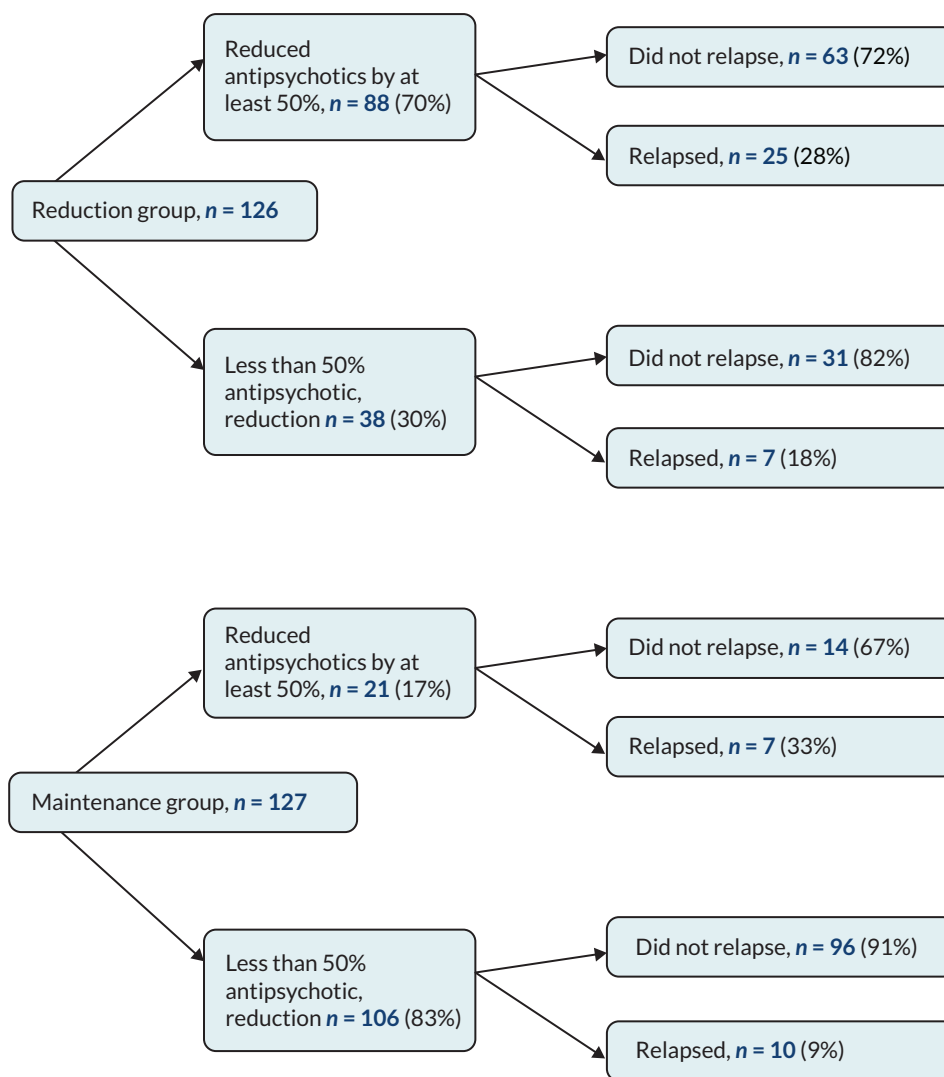 Reduced
antipsychotics by at
least 50%, n = 88 (70%)
Did not relapse, n = 63 (72%)
Relapsed, n = 25 (28%)
Reduction group, n = 126
Less than 50%
antipsychotic,
reduction n = 38 (30%)
Did not relapse, n = 31 (82%)
Relapsed, n = 7 (18%)
Reduced
antipsychotics by at
least 50%, n = 21 (17%)
Did not relapse, n = 14 (67%)
Relapsed, n = 7 (33%)
Maintenance group, n = 127
Less than 50%
antipsychotic,
reduction n = 106 (83%)
Did not relapse, n = 96 (91%)
Relapsed, n = 10 (9%)